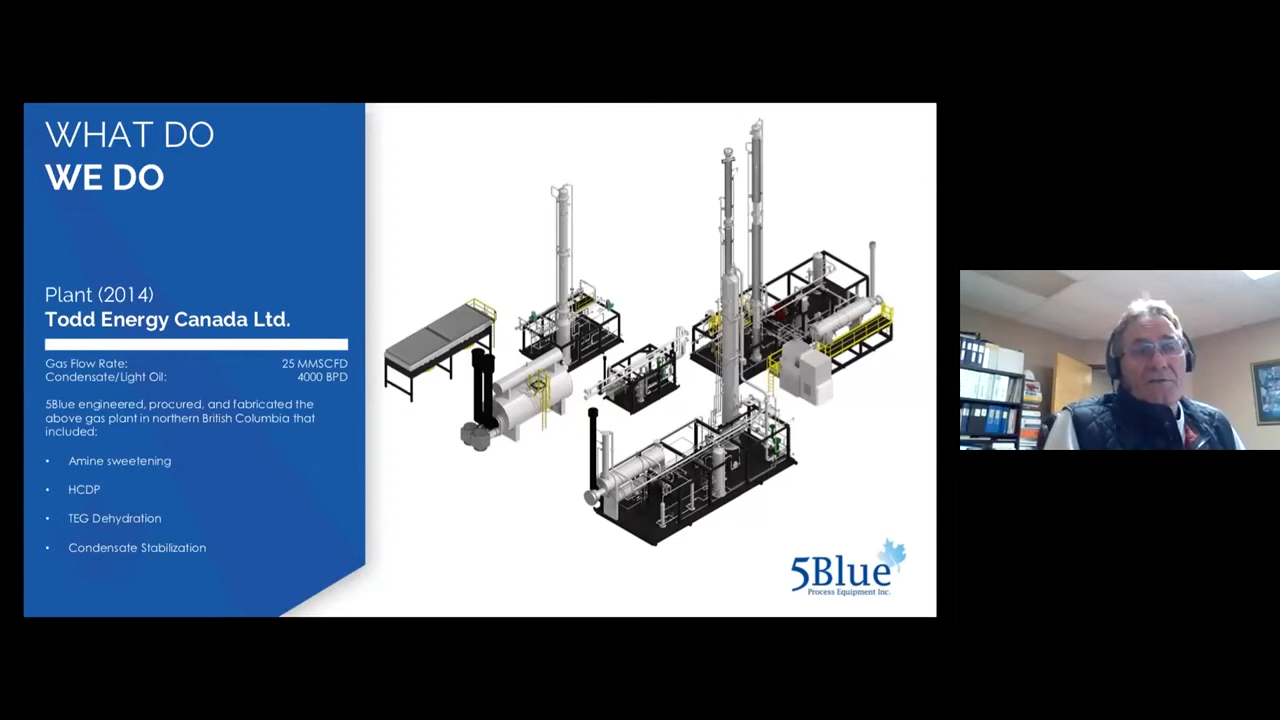 WHAT DO
WE DO
Plant (2014)
Todd Energy Canada Ltd.
Gas Flow Rate: 25 MMSCFD
Condensate/Light Oil: 4000 BPD
5Blue engineered, procured, and fabricated the
above gas plant in northern British Columbia that
included:
• Amine sweetening
• HCDP
• TEG Dehydration
• Condensate Stabilization
5Blue
Process Equipment Inc.